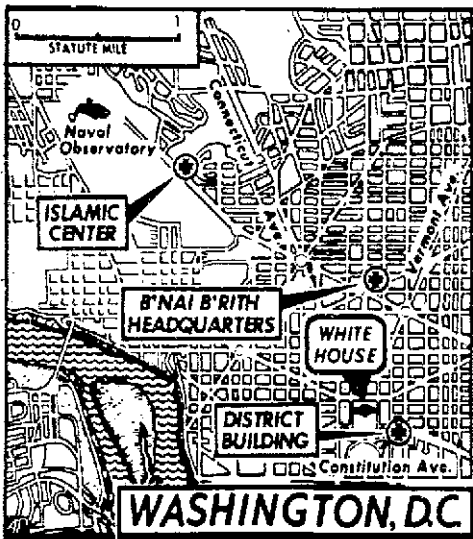 0 1
STATUTE MILE
Naval
Observatory
Connecticut
Ave.
Vermont Ave.
ISLAMIC
CENTER
B'NAI B'RITH
HEADQUARTERS
WHITE
HOUSE
DISTRICT
BUILDING
Constitution Ave.
WASHINGTON, D.C.